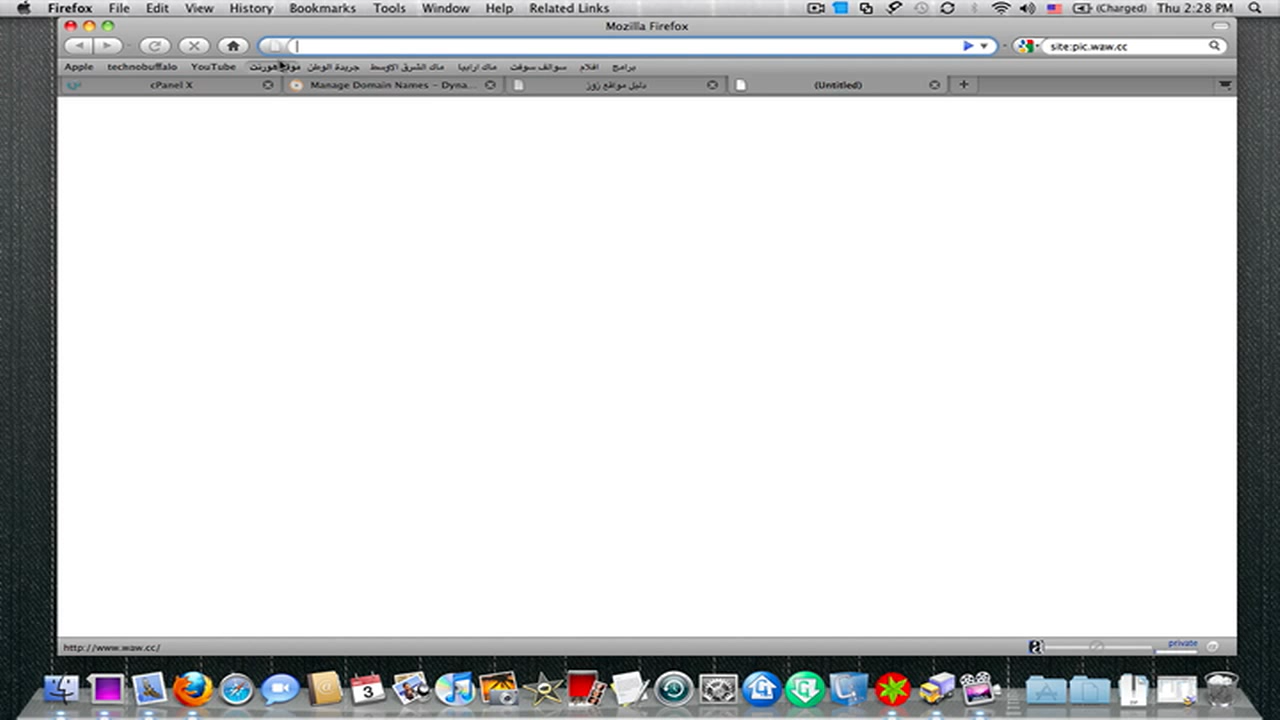 Firefox File Edit View History Bookmarks Tools Window Help Related Links (Charged) Thu 2:28 PM
Mozilla Firefox
site:pic.waw.cc
Apple technobuffalo YouTube جريدة الوطن ماك الشرق الاوسط ماك ارابيا سوالف سوفت افلام برامج
cPanel X Manage Domain Names - Dyna... دليل مواقع زوز (Untitled)
http://www.waw.cc/ private
3